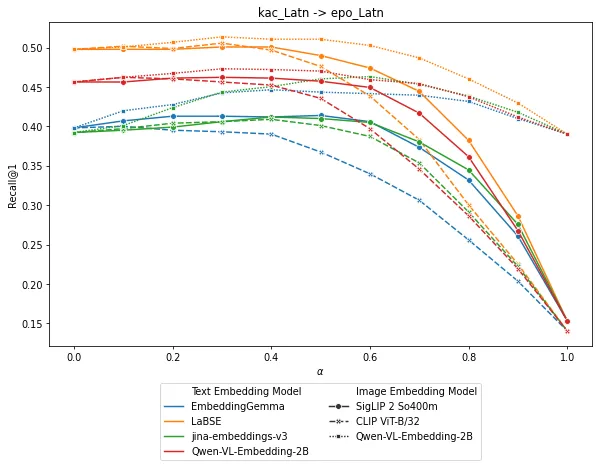 kac_Latn -> epo_Latn
Recall@1
0.50
0.45
0.40
0.35
0.30
0.25
0.20
0.15
0.0 0.2 0.4 0.6 0.8 1.0
α
Text Embedding Model Image Embedding Model
EmbeddingGemma SigLIP 2 So400m
LaBSE CLIP ViT-B/32
jina-embeddings-v3 Qwen-VL-Embedding-2B
Qwen-VL-Embedding-2B